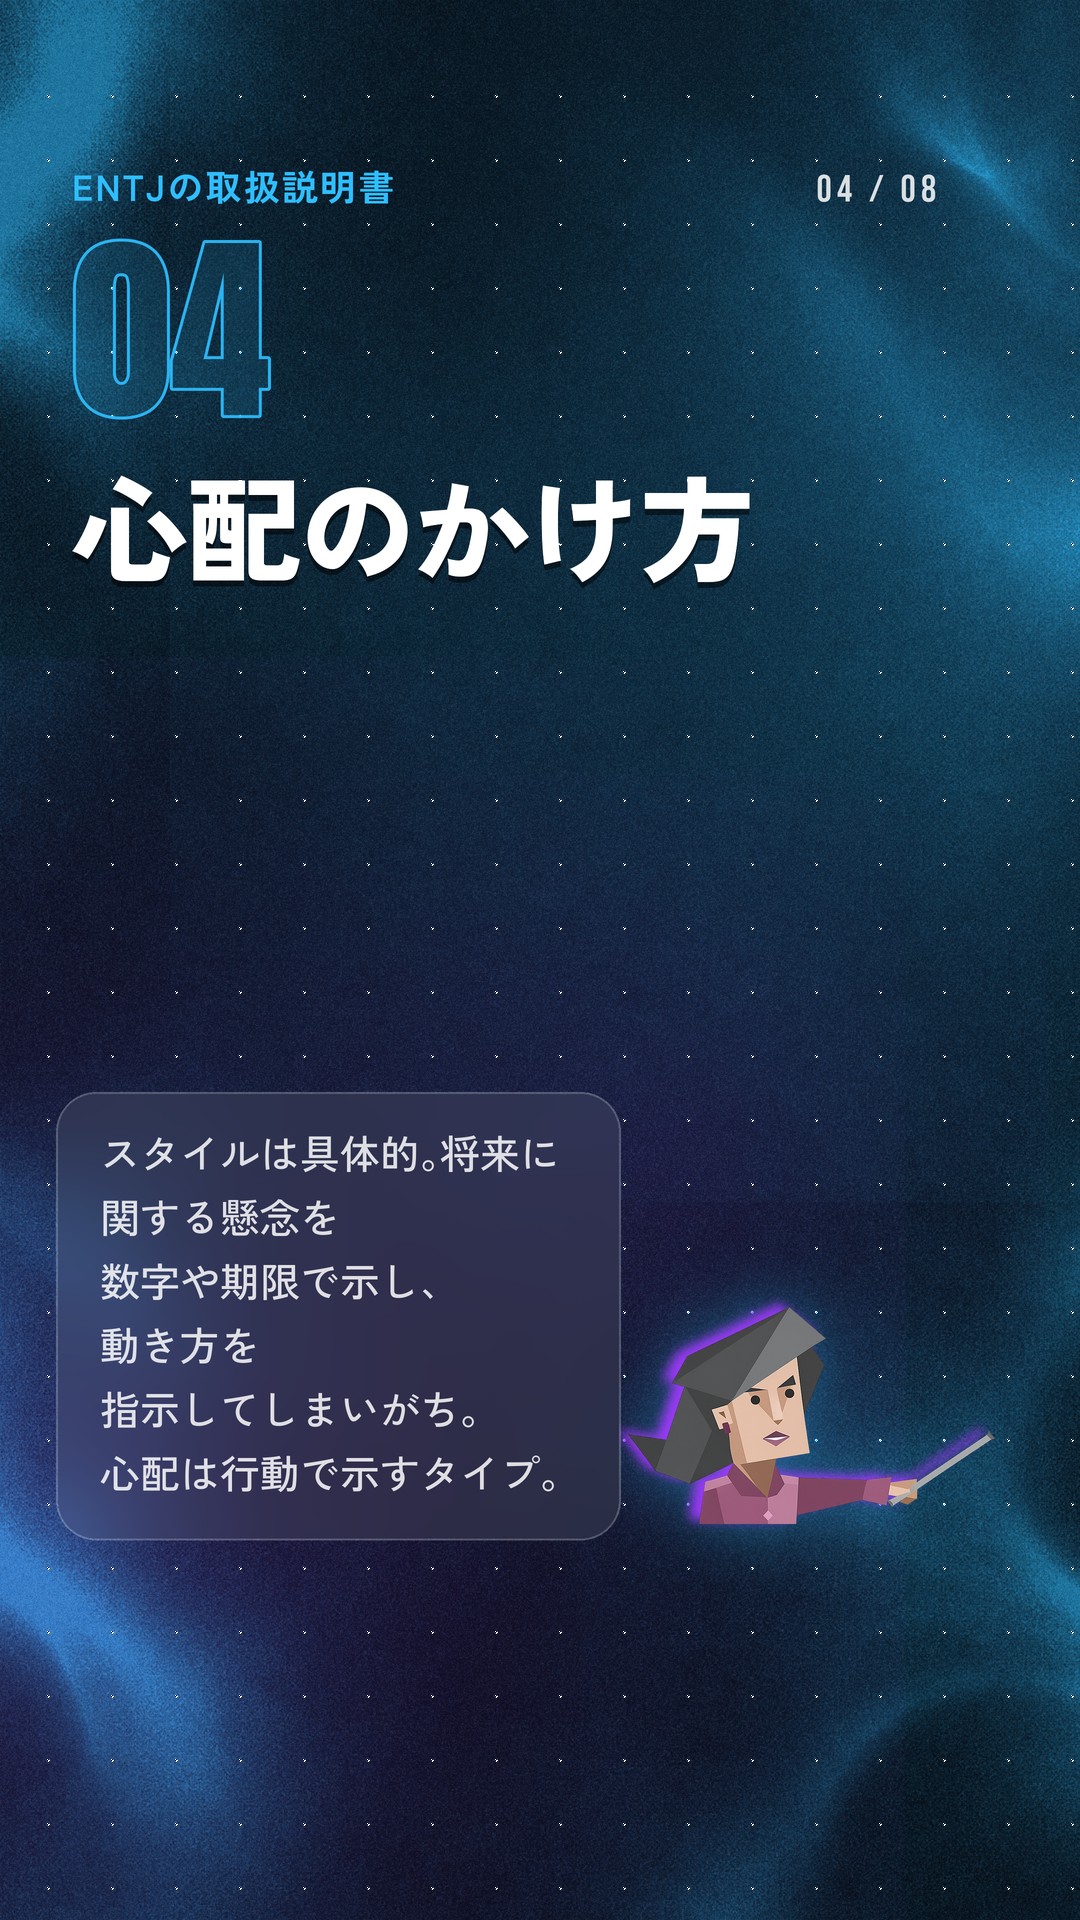 ENTJの取扱説明書
04 / 08
04
心配のかけ方
スタイルは具体的。将来に
関する懸念を
数字や期限で示し、
動き方を
指示してしまいがち。
心配は行動で示すタイプ。